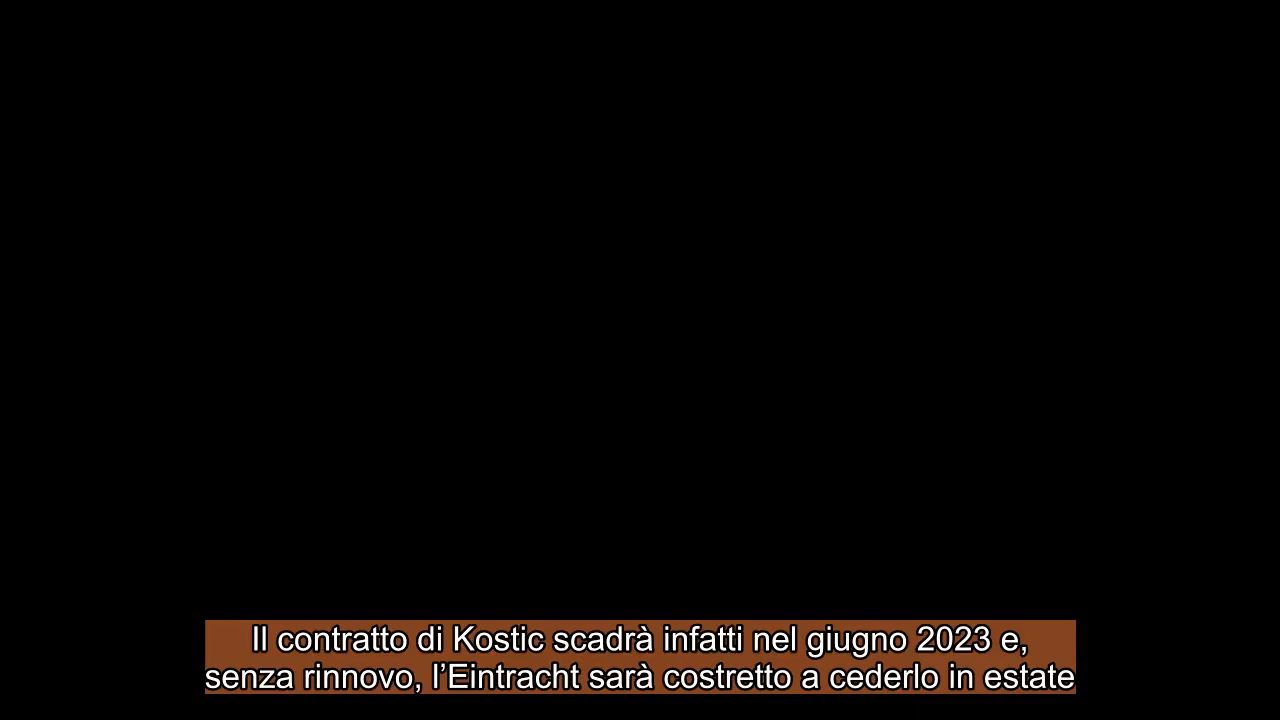 Il contratto di Kostic scadrà infatti nel giugno 2023 e,
senza rinnovo, l’Eintracht sarà costretto a cederlo in estate